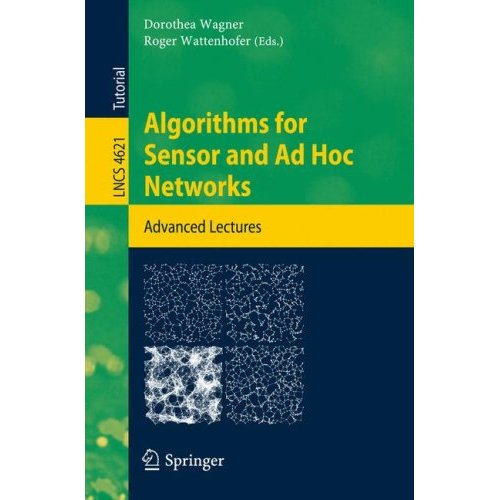 Dorothea Wagner
Roger Wattenhofer (Eds.)
Tutorial
LNCS 4621
Algorithms for
Sensor and Ad Hoc
Networks
Advanced Lectures
Springer